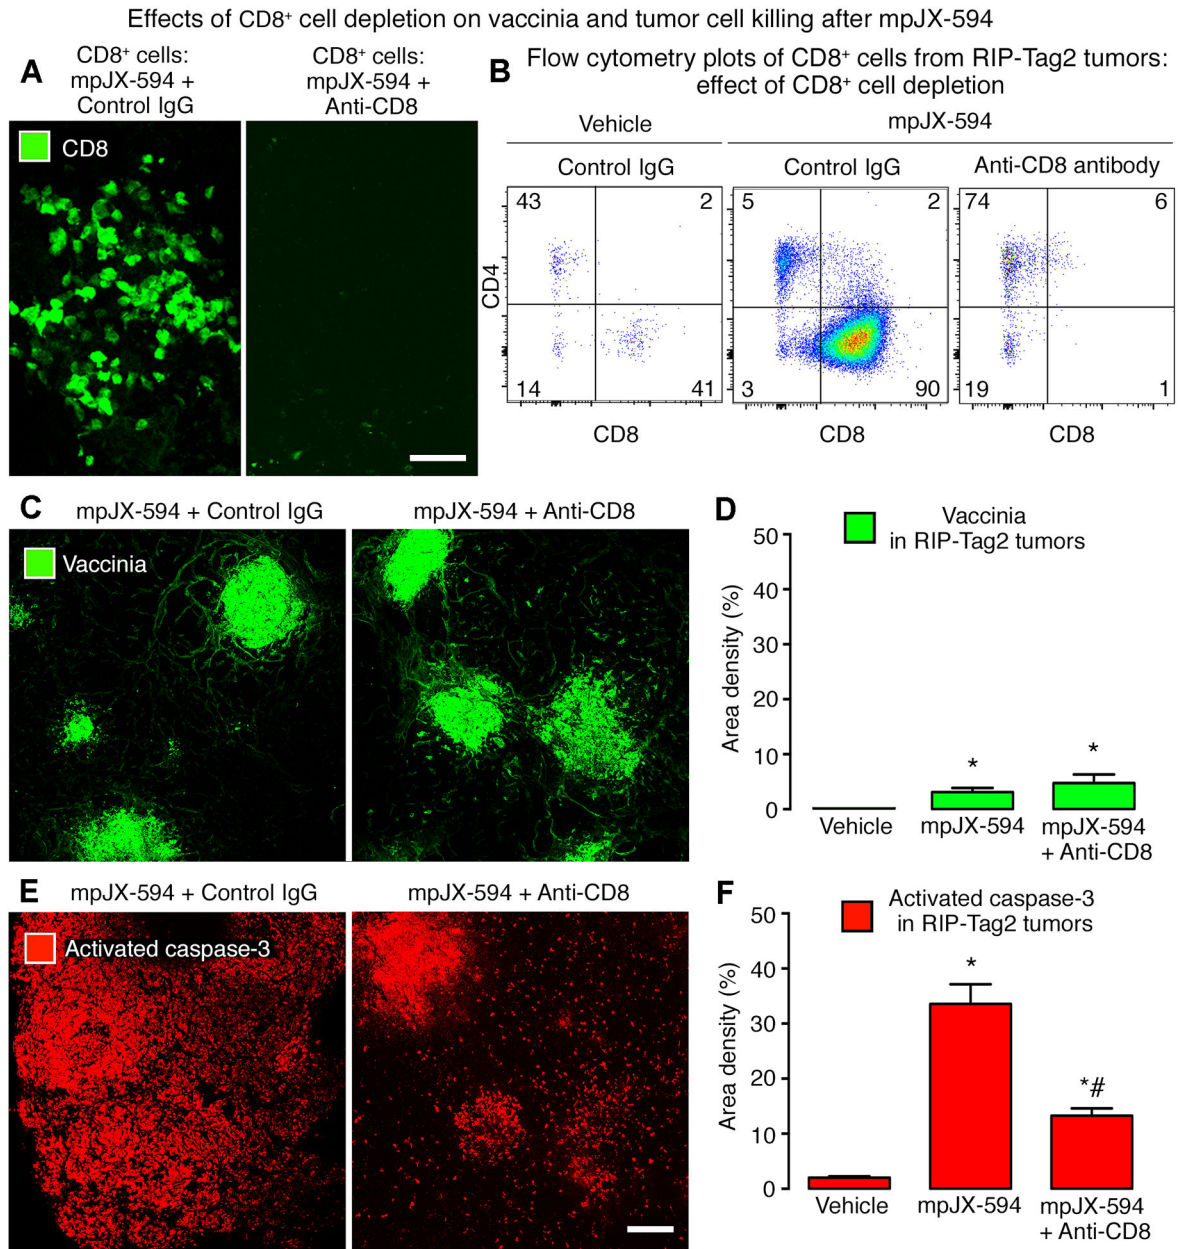 Effects of CD8⁺ cell depletion on vaccinia and tumor cell killing after mpJX-594
A
CD8⁺ cells:
mpJX-594 +
Control IgG
CD8⁺ cells:
mpJX-594 +
Anti-CD8
CD8
B
Flow cytometry plots of CD8⁺ cells from RIP-Tag2 tumors:
effect of CD8⁺ cell depletion
Vehicle
mpJX-594
Control IgG
Control IgG
Anti-CD8 antibody
CD4
43
2
14
41
5
2
3
90
74
6
19
1
CD8
CD8
CD8
C
mpJX-594 + Control IgG
mpJX-594 + Anti-CD8
Vaccinia
D
Vaccinia
in RIP-Tag2 tumors
Area density (%)
50
40
30
20
10
0
*
*
Vehicle
mpJX-594
mpJX-594
+ Anti-CD8
E
mpJX-594 + Control IgG
mpJX-594 + Anti-CD8
Activated caspase-3
F
Activated caspase-3
in RIP-Tag2 tumors
Area density (%)
50
40
30
20
10
0
*
*#
Vehicle
mpJX-594
mpJX-594
+ Anti-CD8